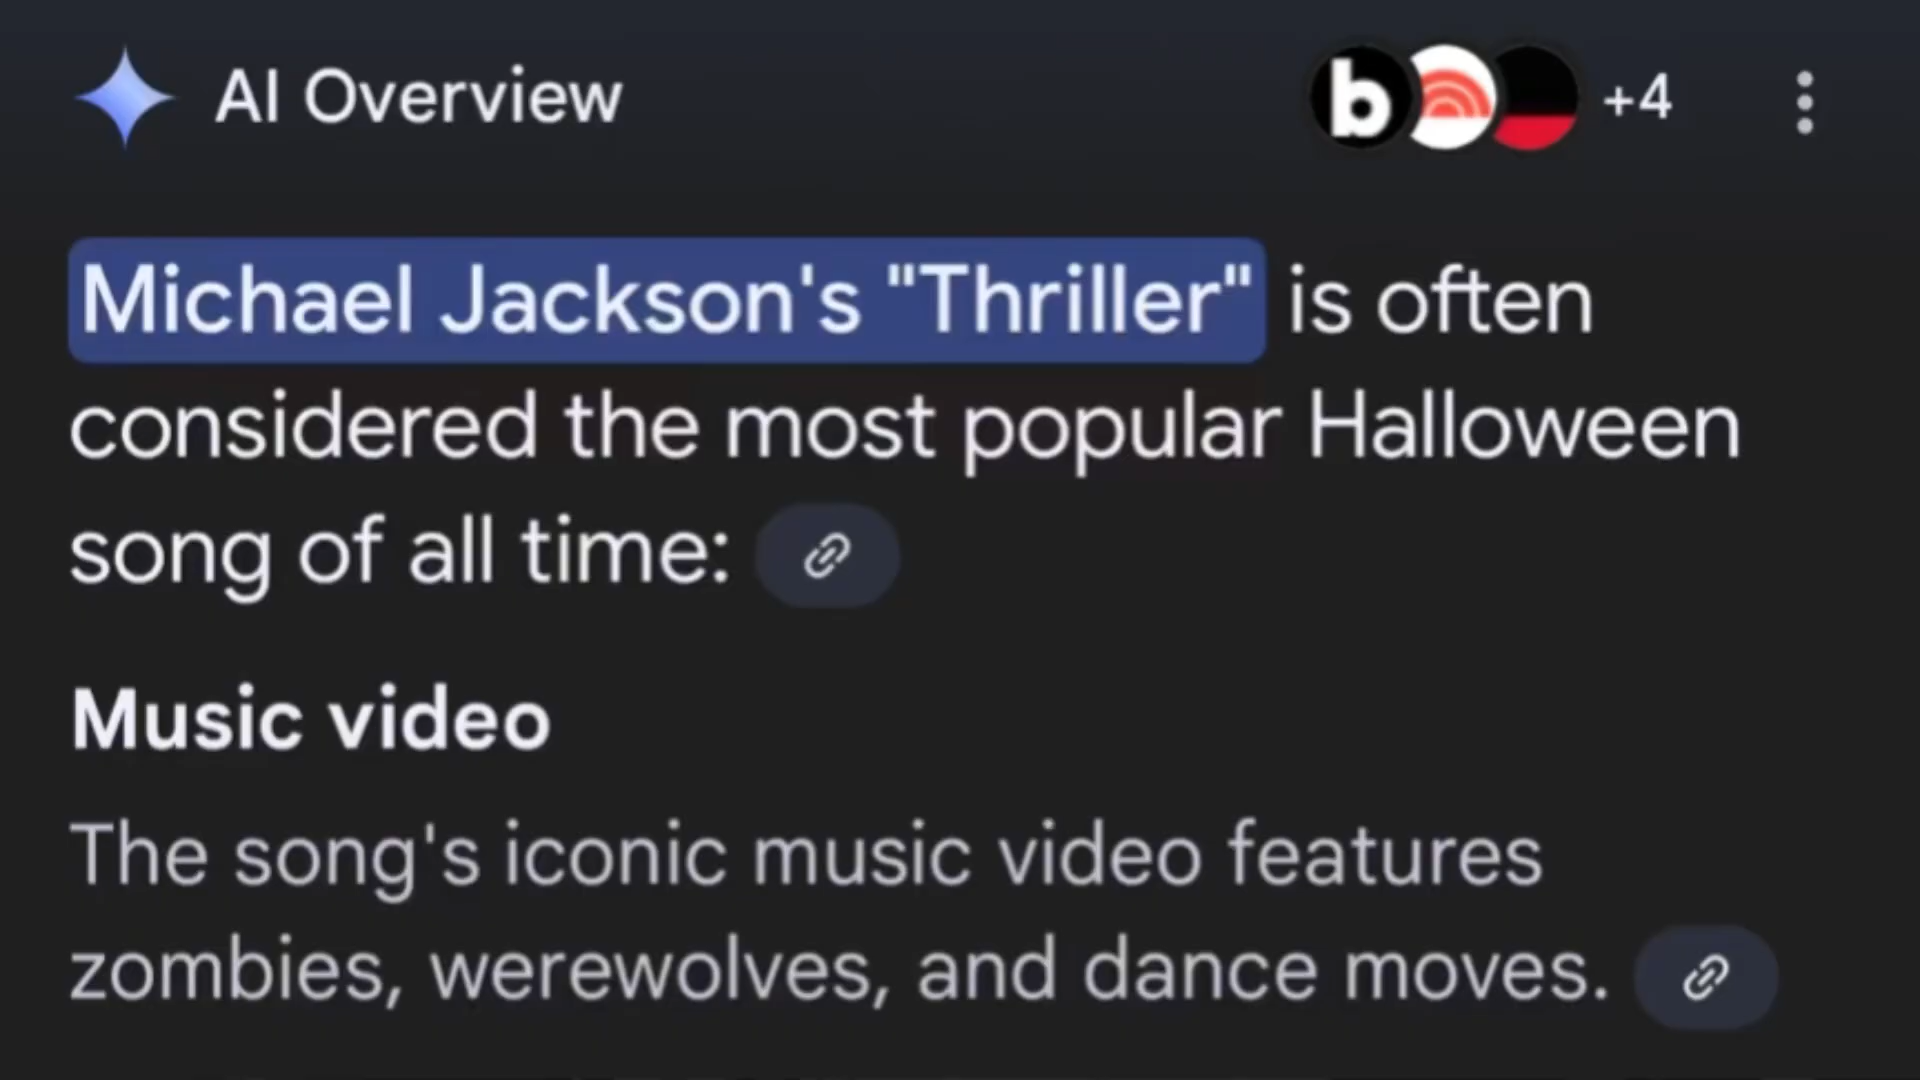 AI Overview
b
+4
Michael Jackson's "Thriller" is often
considered the most popular Halloween
song of all time:
Music video
The song's iconic music video features
zombies, werewolves, and dance moves.